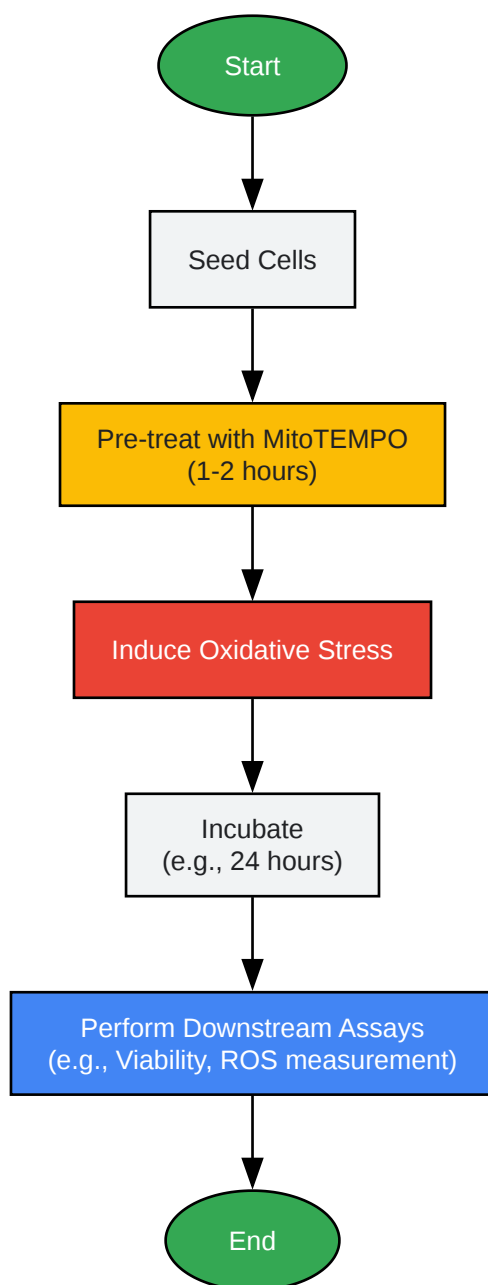 Start
Seed Cells
Pre-treat with MitoTEMPO
(1-2 hours)
Induce Oxidative Stress
Incubate
(e.g., 24 hours)
Perform Downstream Assays
(e.g., Viability, ROS measurement)
End